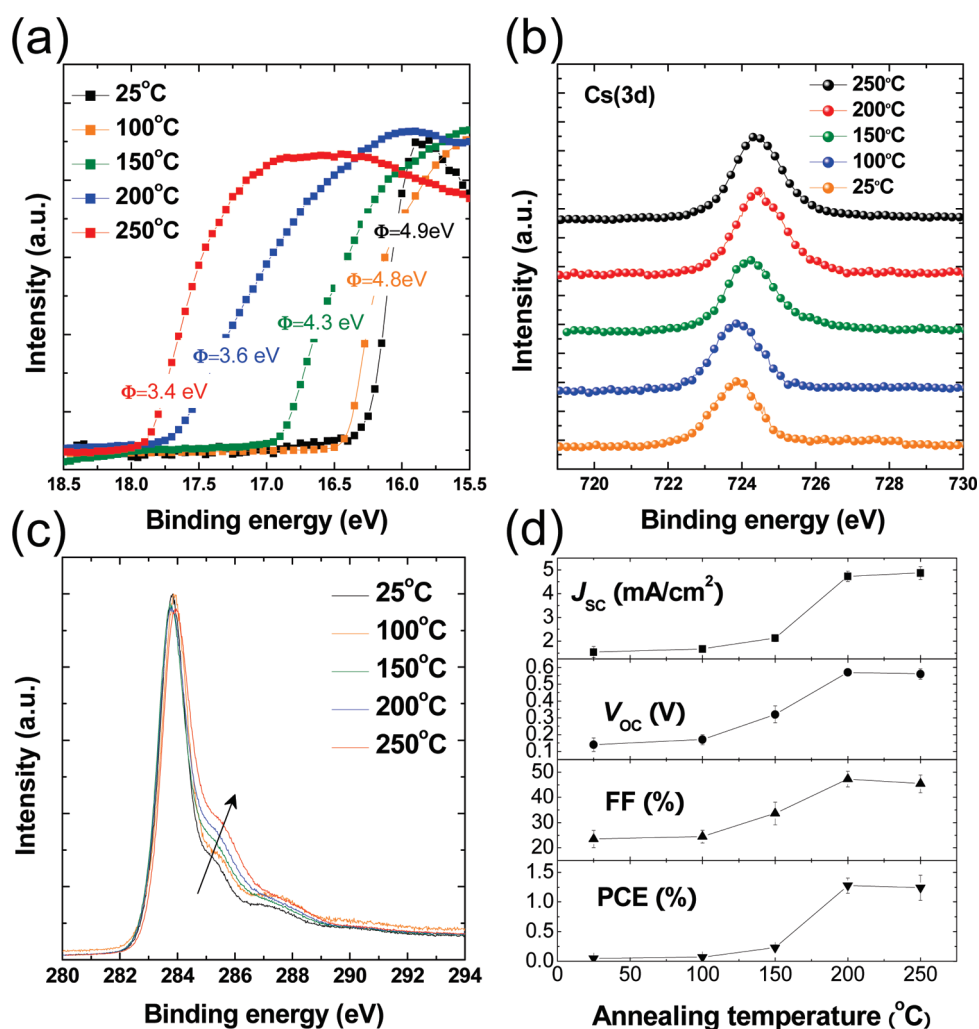 (a)
25°C
100°C
150°C
200°C
250°C
Φ=4.9eV
Φ=4.8eV
Φ=4.3 eV
Φ=3.6 eV
Φ=3.4 eV
Intensity (a.u.)
18.5 18.0 17.5 17.0 16.5 16.0 15.5
Binding energy (eV)
(b)
Cs(3d)
250°C
200°C
150°C
100°C
25°C
Intensity (a.u.)
720 722 724 726 728 730
Binding energy (eV)
(c)
25°C
100°C
150°C
200°C
250°C
Intensity (a.u.)
280 282 284 286 288 290 292 294
Binding energy (eV)
(d)
JSC (mA/cm²)
5
4
3
2
VOC (V)
0.6
0.5
0.4
0.3
0.2
0.1
FF (%)
50
40
30
20
PCE (%)
1.5
1.0
0.5
0.0
0 25 50 75 100 125 150 175 200 225 250
Annealing temperature (°C)